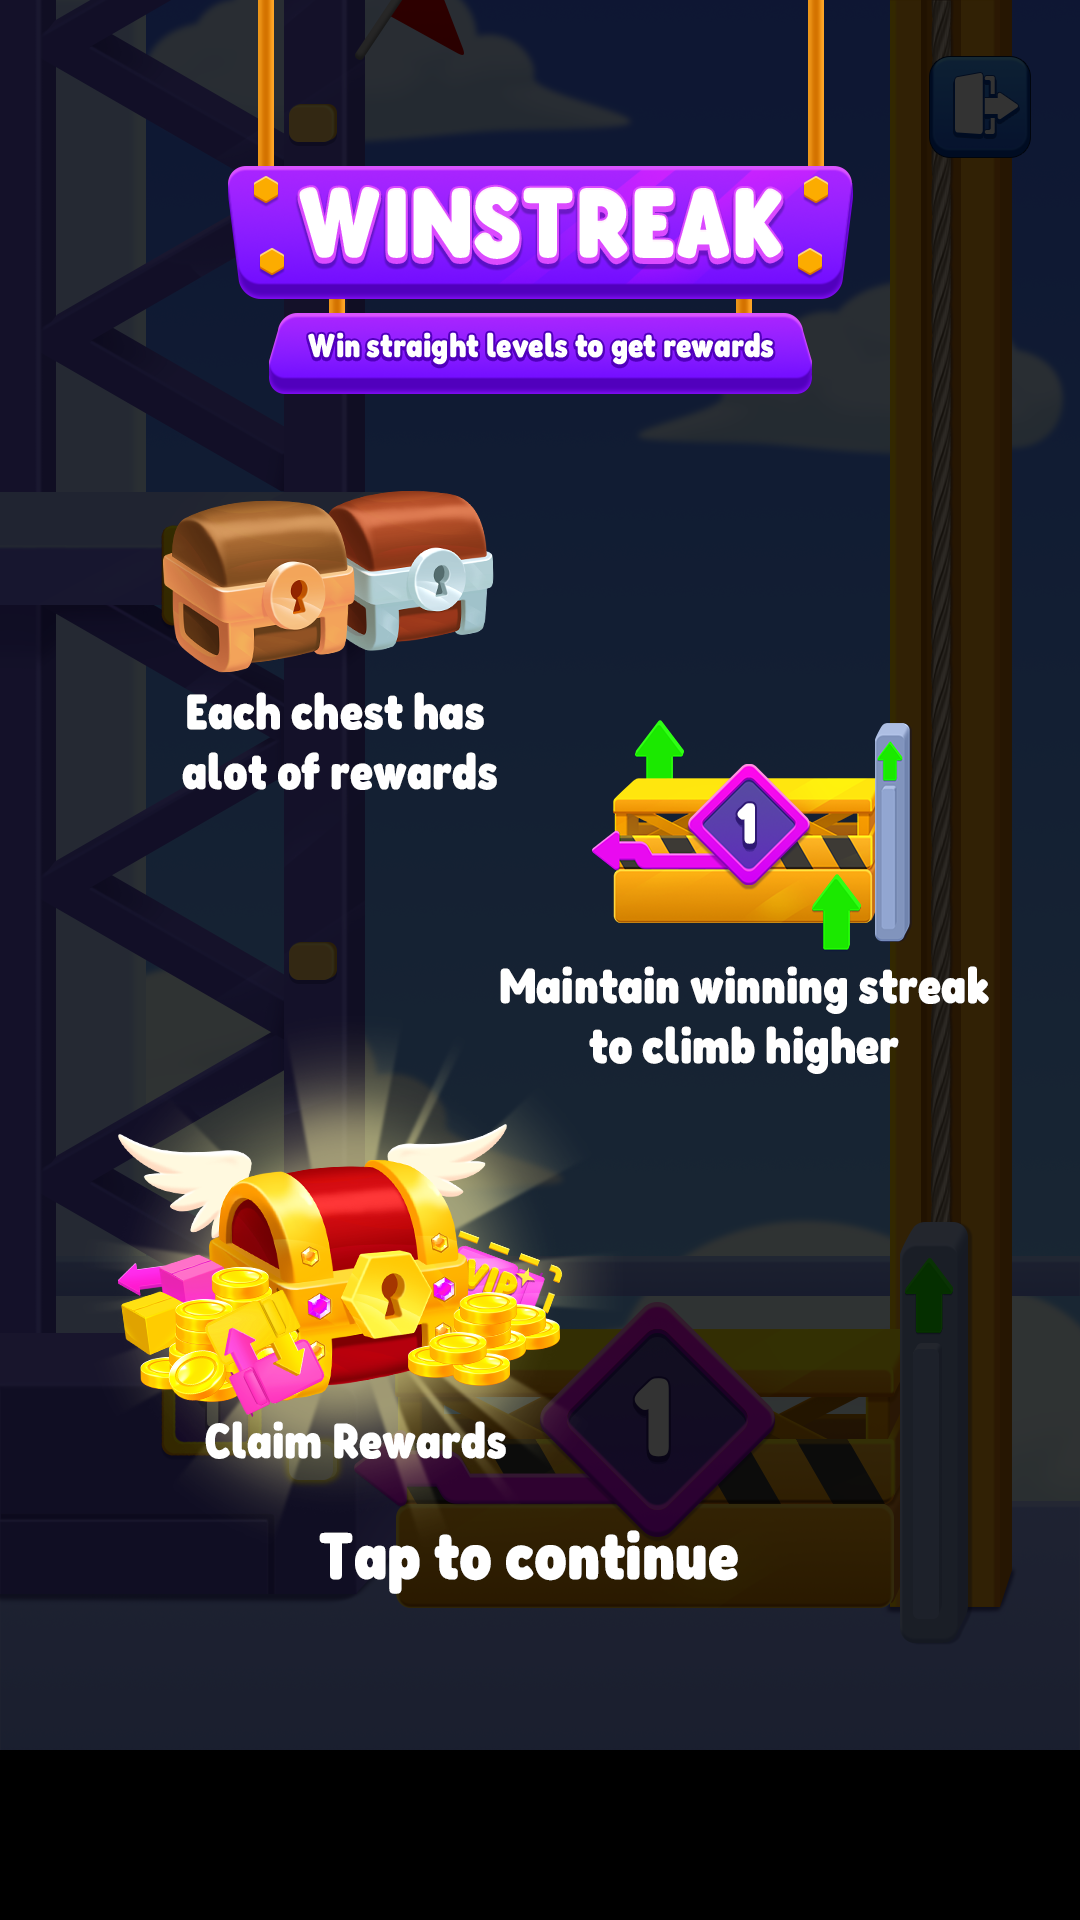 WINSTREAK
Win straight levels to get rewards
Each chest has
alot of rewards
1
Maintain winning streak
to climb higher
VIP
Claim Rewards
1
Tap to continue